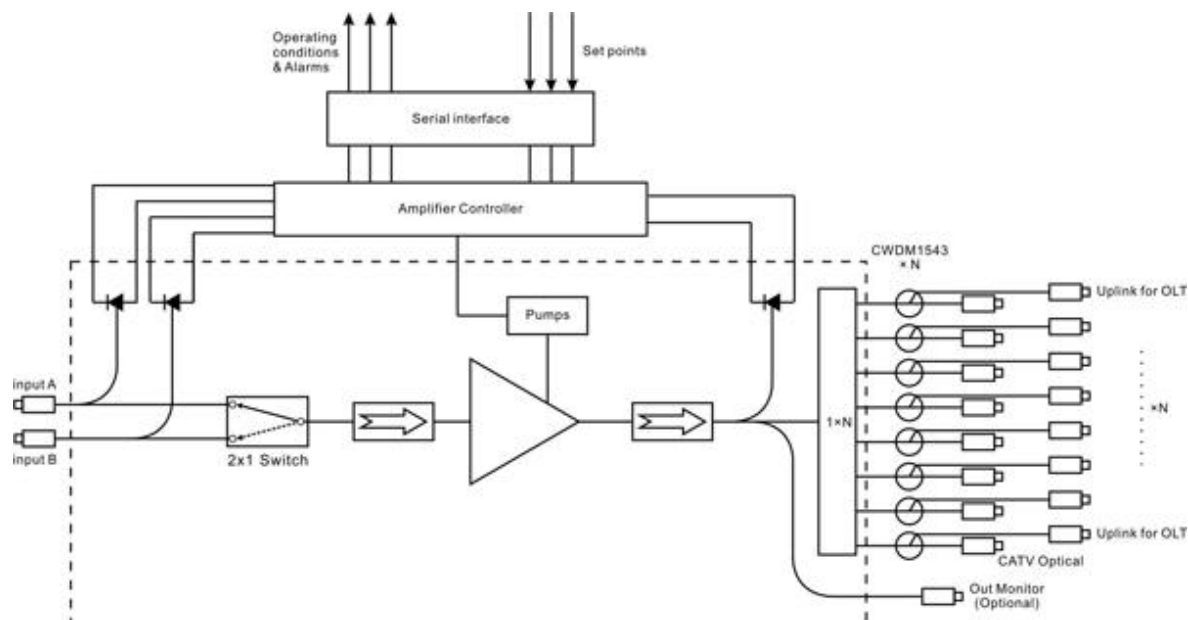 Operating
conditions
& Alarms
Set points
Serial interface
Amplifier Controller
CWDM1543
× N
Uplink for OLT
Pumps
input A
1×N
×N
input B
2x1 Switch
Uplink for OLT
CATV Optical
Out Monitor
(Optional)